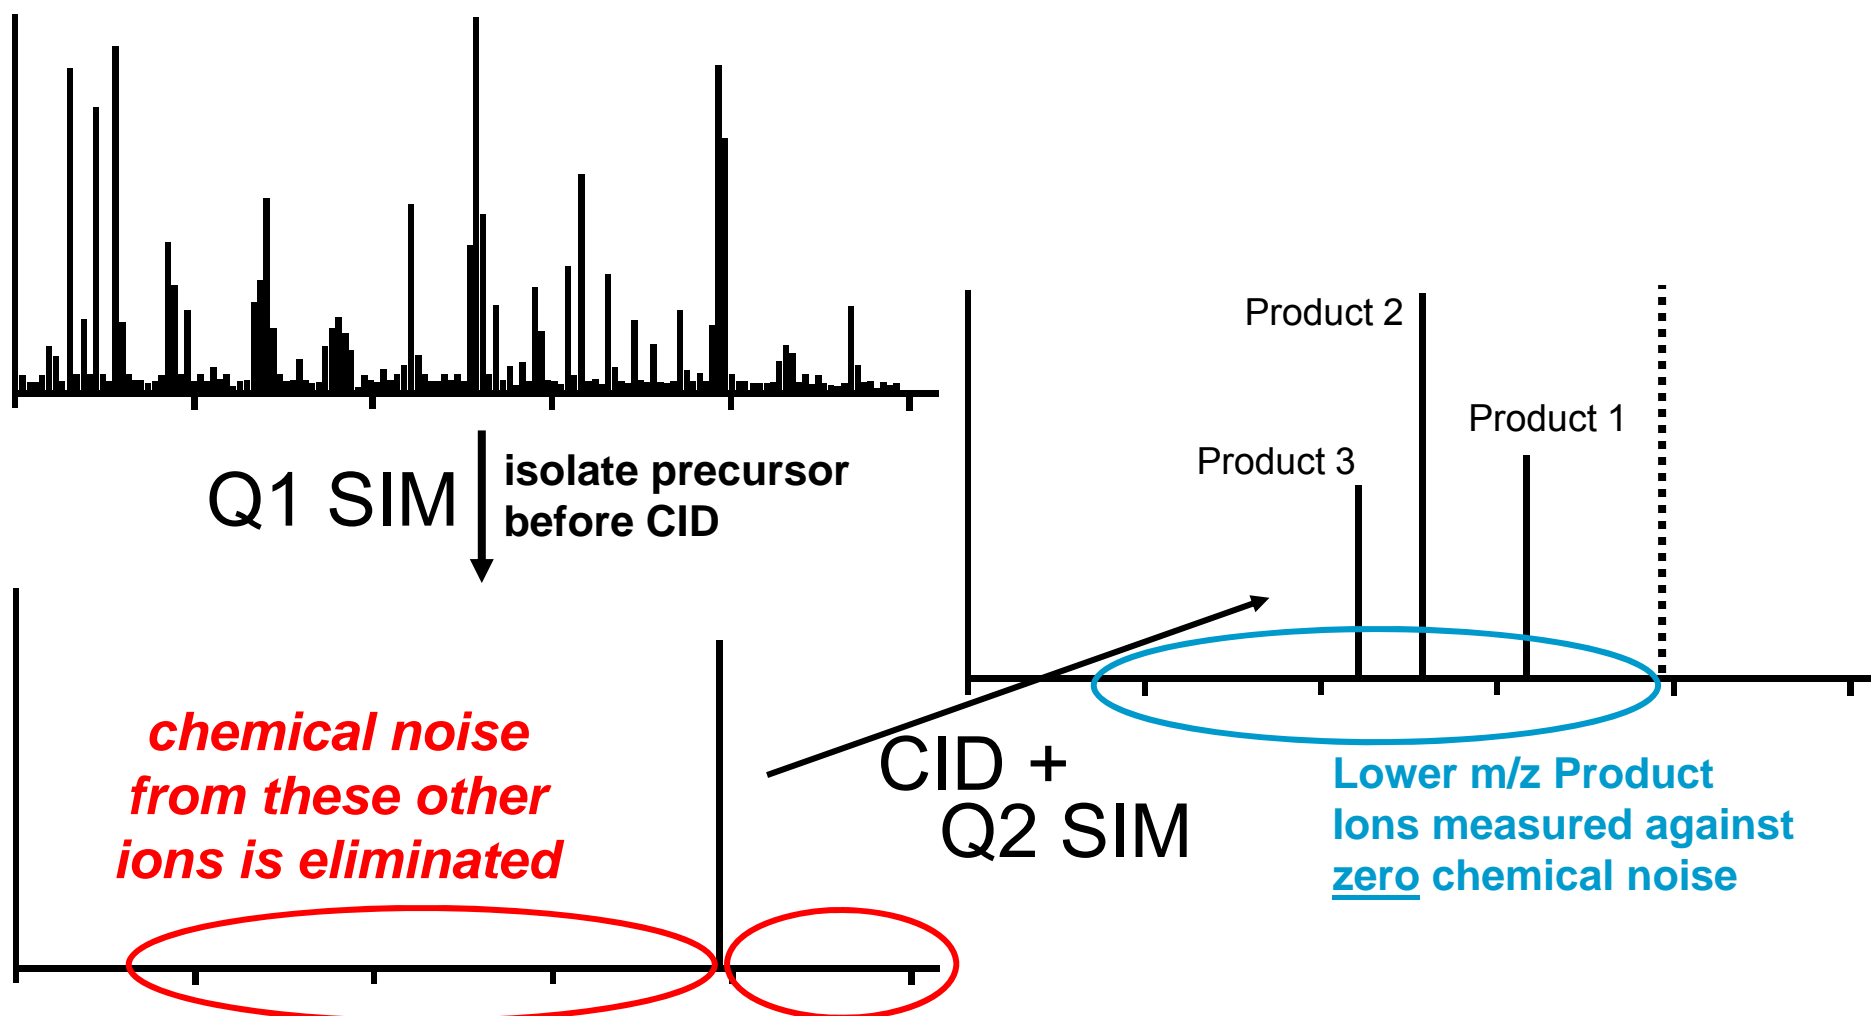 Product 2
Product 1
Product 3
Q1 SIM
isolate precursor
before CID
chemical noise
from these other
ions is eliminated
CID +
Q2 SIM
Lower m/z Product
Ions measured against
zero chemical noise